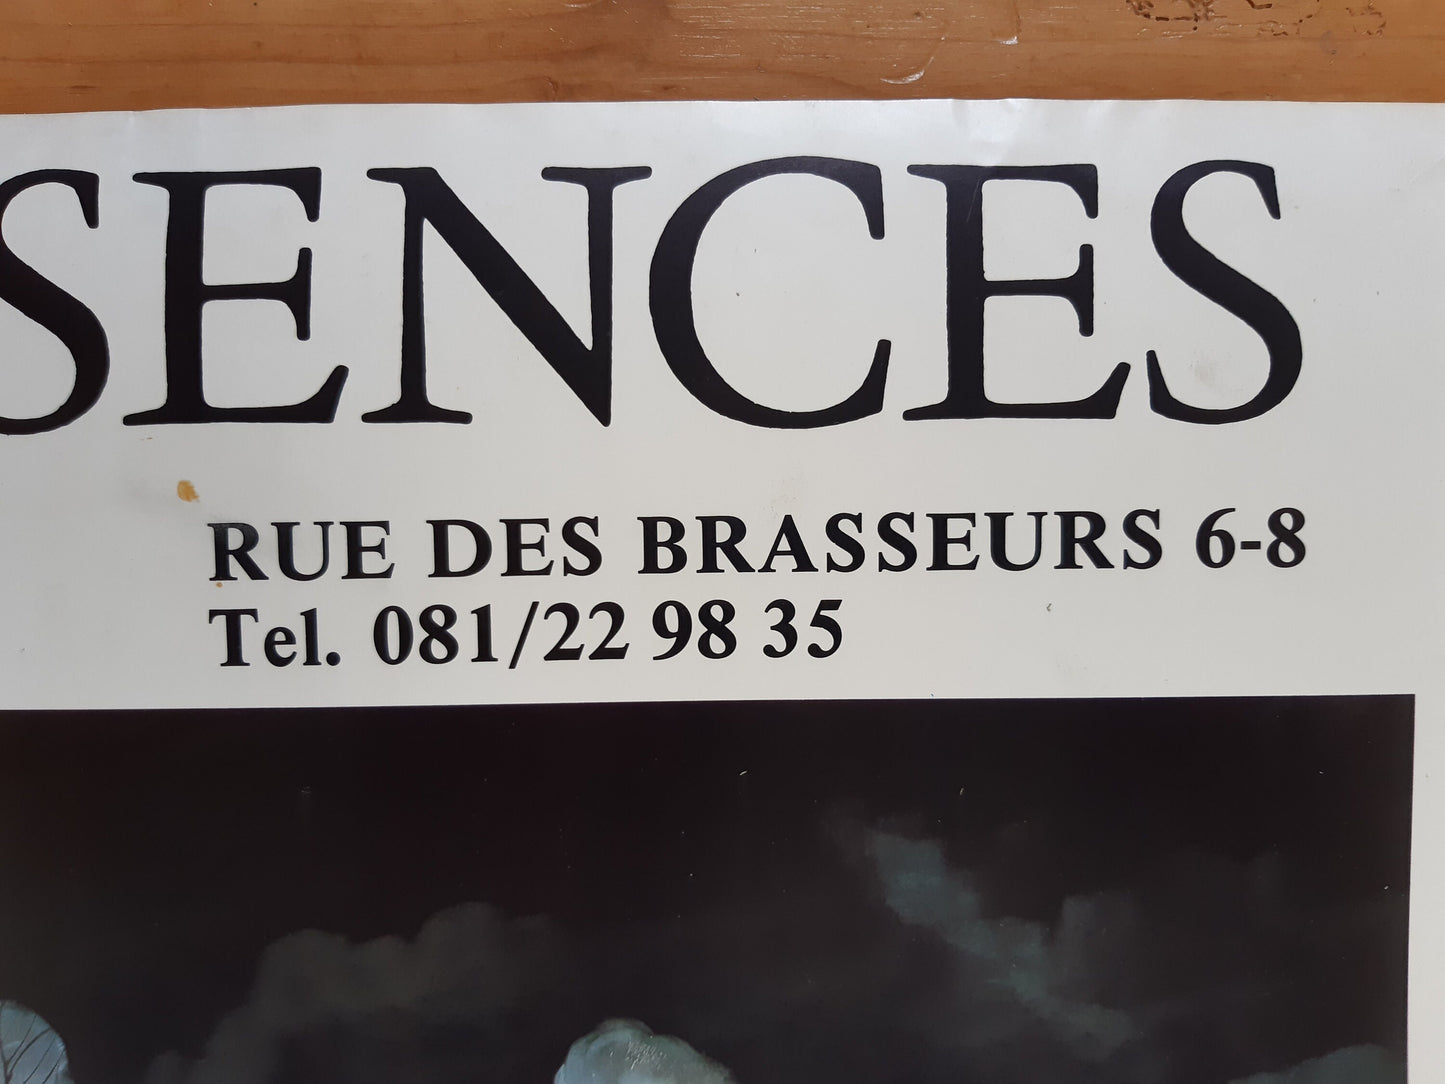 SENCES
RUE DES BRASSEURS 6-8
Tel. 081/22 98 35